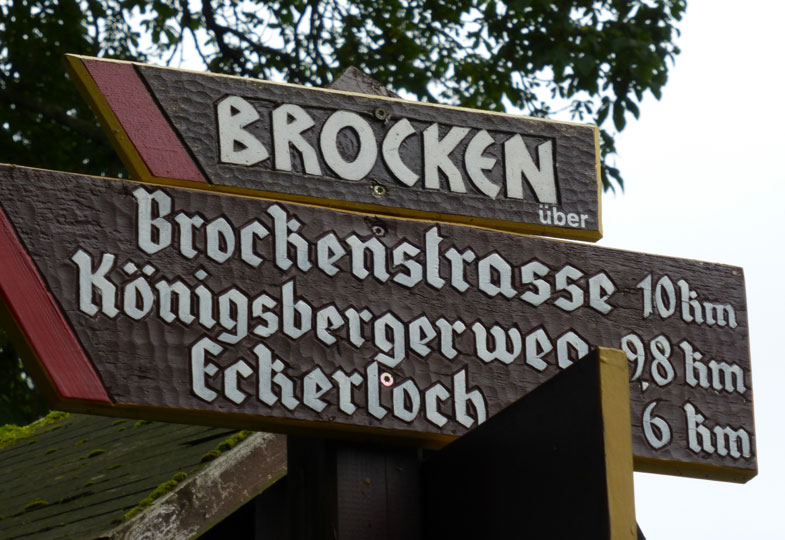 BROCKEN
über
Brockenstrasse 10 km
Königsbergerweg 9,8 km
Eckerloch 6 km